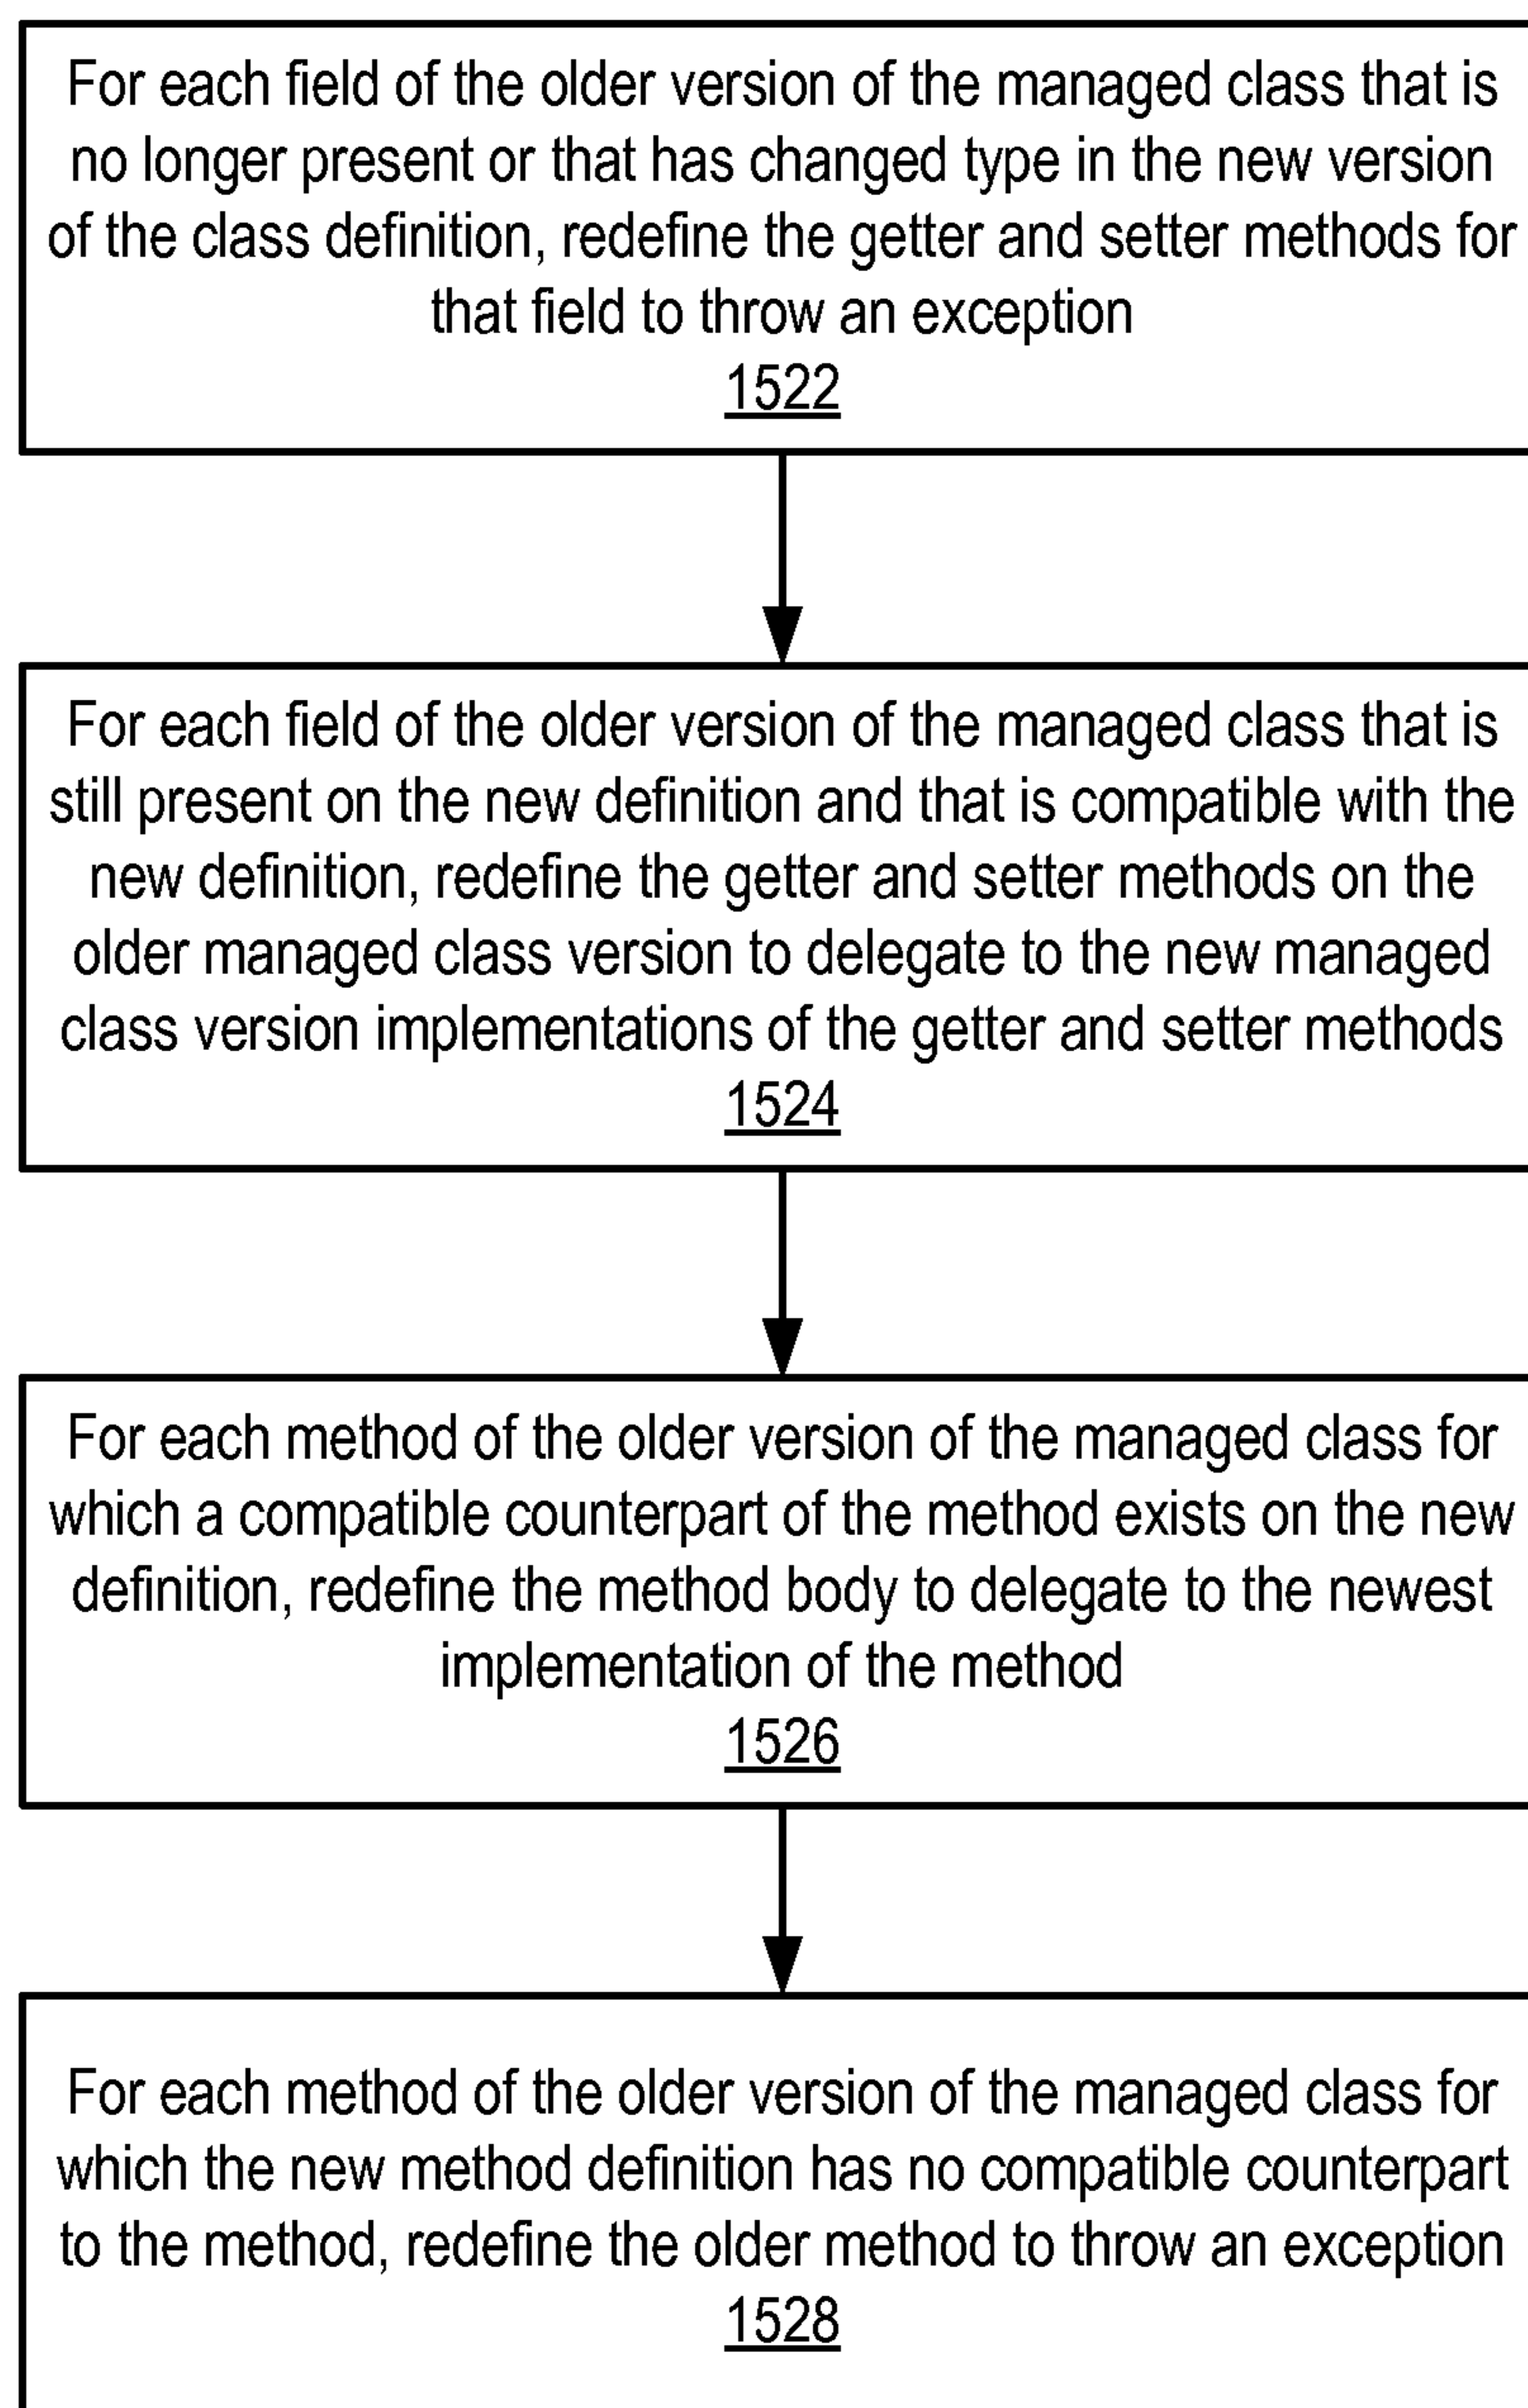 For each field of the older version of the managed class that is
no longer present or that has changed type in the new version
of the class definition, redefine the getter and setter methods for
that field to throw an exception
1522
For each field of the older version of the managed class that is
still present on the new definition and that is compatible with the
new definition, redefine the getter and setter methods on the
older managed class version to delegate to the new managed
class version implementations of the getter and setter methods
1524
For each method of the older version of the managed class for
which a compatible counterpart of the method exists on the new
definition, redefine the method body to delegate to the newest
implementation of the method
1526
For each method of the older version of the managed class for
which the new method definition has no compatible counterpart
to the method, redefine the older method to throw an exception
1528